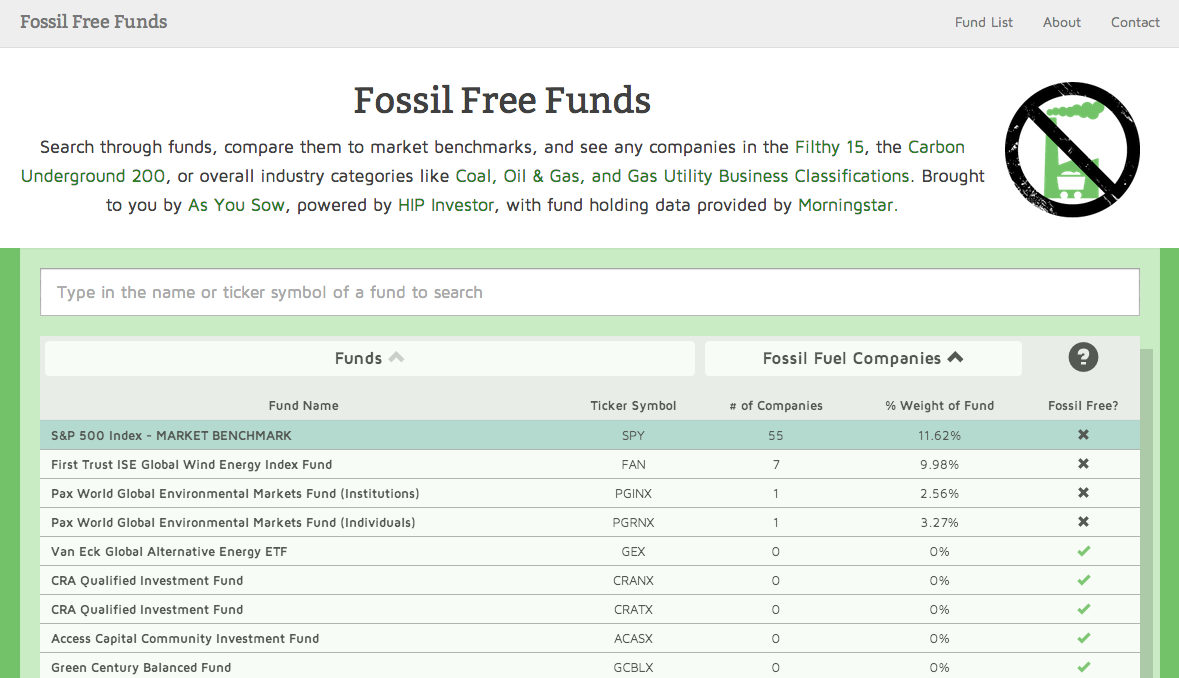 Fossil Free Funds
Fund List About Contact
Fossil Free Funds
Search through funds, compare them to market benchmarks, and see any companies in the Filthy 15, the Carbon
Underground 200, or overall industry categories like Coal, Oil & Gas, and Gas Utility Business Classifications. Brought
to you by As You Sow, powered by HIP Investor, with fund holding data provided by Morningstar.
Type in the name or ticker symbol of a fund to search
Funds Fossil Fuel Companies ?
Fund Name Ticker Symbol # of Companies % Weight of Fund Fossil Free?
S&P 500 Index - MARKET BENCHMARK SPY 55 11.62% ✖
First Trust ISE Global Wind Energy Index Fund FAN 7 9.98% ✖
Pax World Global Environmental Markets Fund (Institutions) PGINX 1 2.56% ✖
Pax World Global Environmental Markets Fund (Individuals) PGRNX 1 3.27% ✖
Van Eck Global Alternative Energy ETF GEX 0 0% ✔
CRA Qualified Investment Fund CRANX 0 0% ✔
CRA Qualified Investment Fund CRATX 0 0% ✔
Access Capital Community Investment Fund ACASX 0 0% ✔
Green Century Balanced Fund GCBLX 0 0% ✔